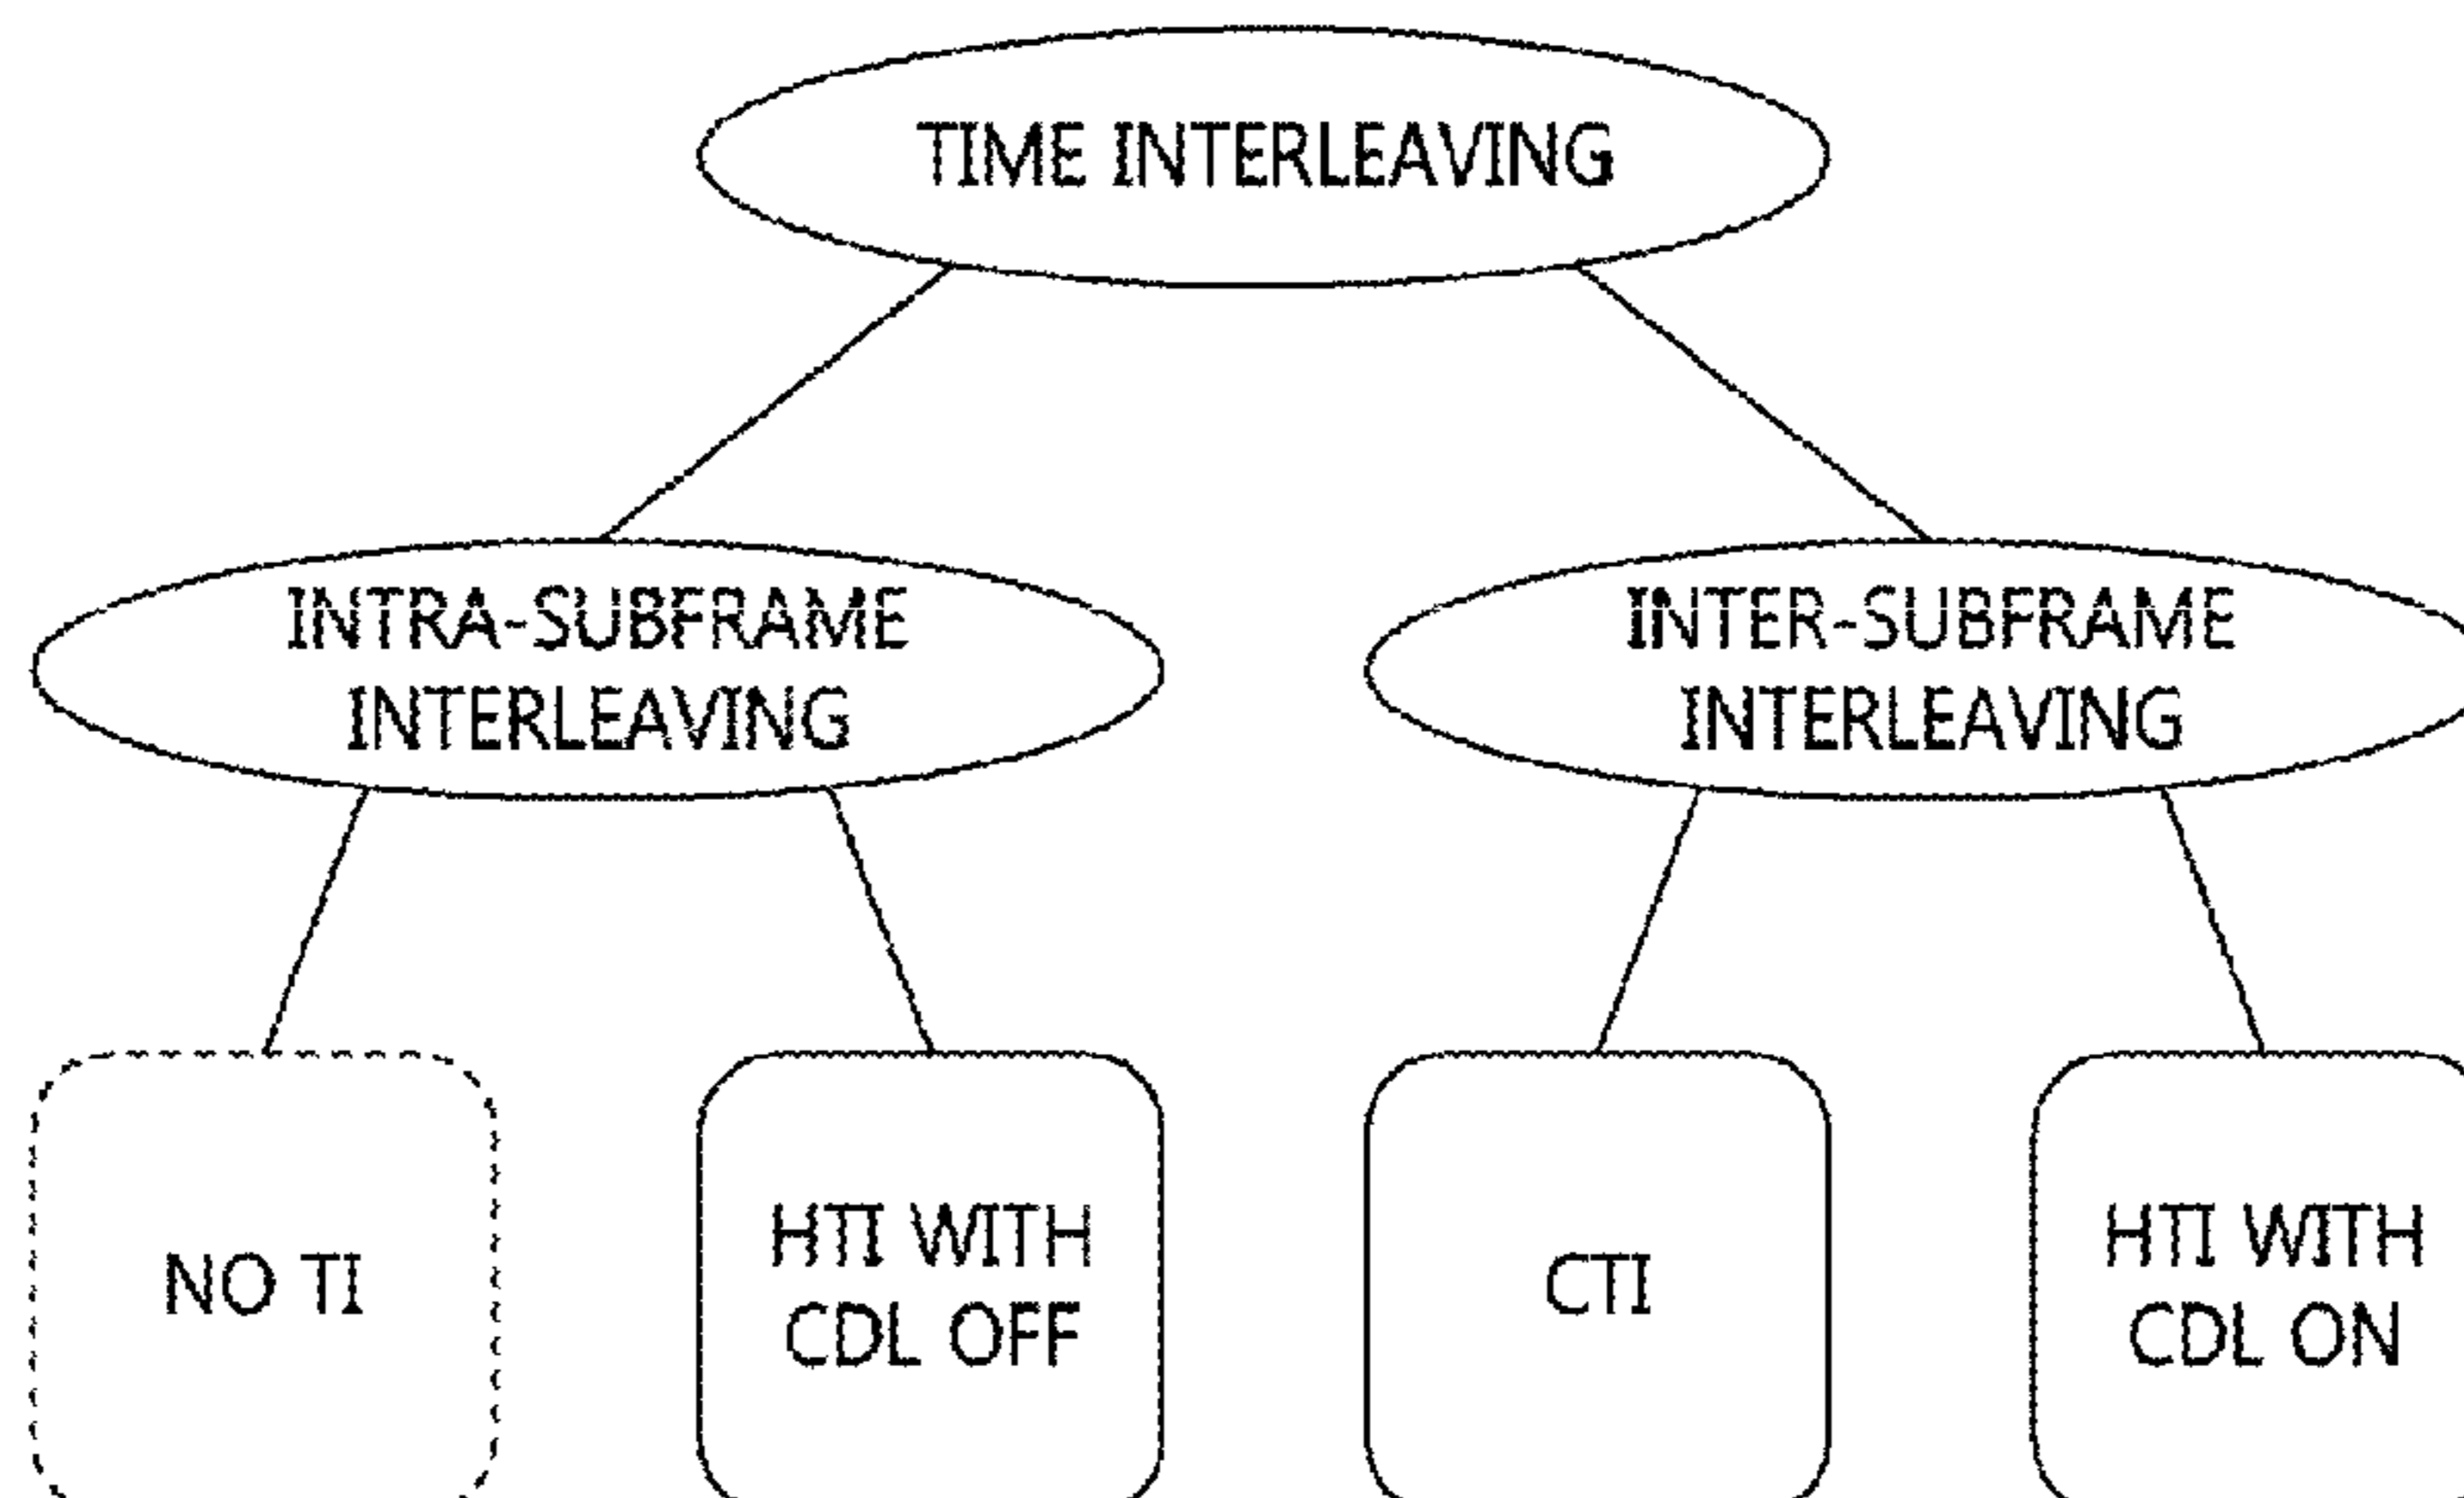 TIME INTERLEAVING
INTRA-SUBFRAME
INTERLEAVING
INTER-SUBFRAME
INTERLEAVING
NO TI
HTI WITH
CDL OFF
CTI
HTI WITH
CDL ON